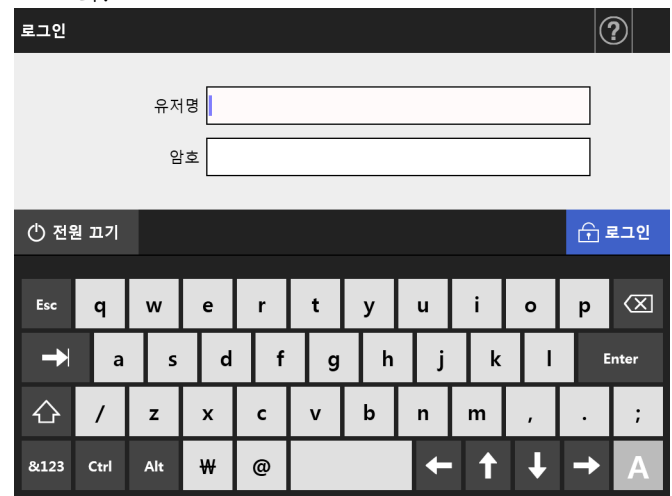 로그인
유저명
암호
전원 끄기
로그인
Esc q w e r t y u i o p
a s d f g h j k l Enter
/ z x c v b n m , . ;
&123 Ctrl Alt ₩ @ A